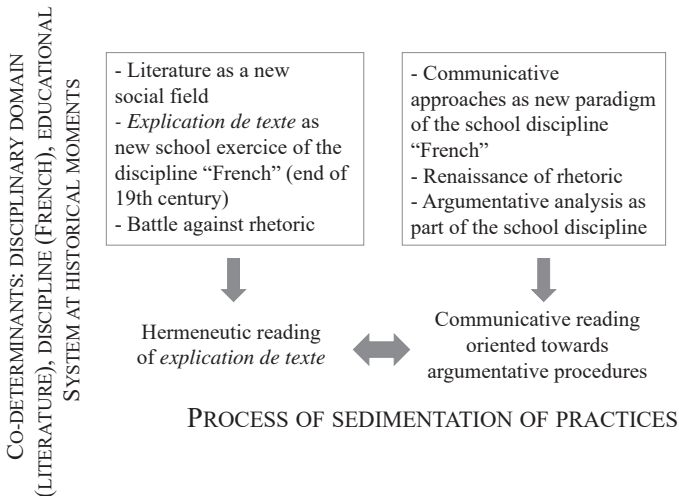 CO-DETERMINANTS: DISCIPLINARY DOMAIN
(LITERATURE), DISCIPLINE (FRENCH), EDUCATIONAL
SYSTEM AT HISTORICAL MOMENTS
- Literature as a new
social field
- Explication de texte as
new school exercice of the
discipline “French” (end of
19th century)
- Battle against rhetoric
- Communicative
approaches as new paradigm
of the school discipline
“French”
- Renaissance of rhetoric
- Argumentative analysis as
part of the school discipline
Hermeneutic reading
of explication de texte
Communicative reading
oriented towards
argumentative procedures
PROCESS OF SEDIMENTATION OF PRACTICES